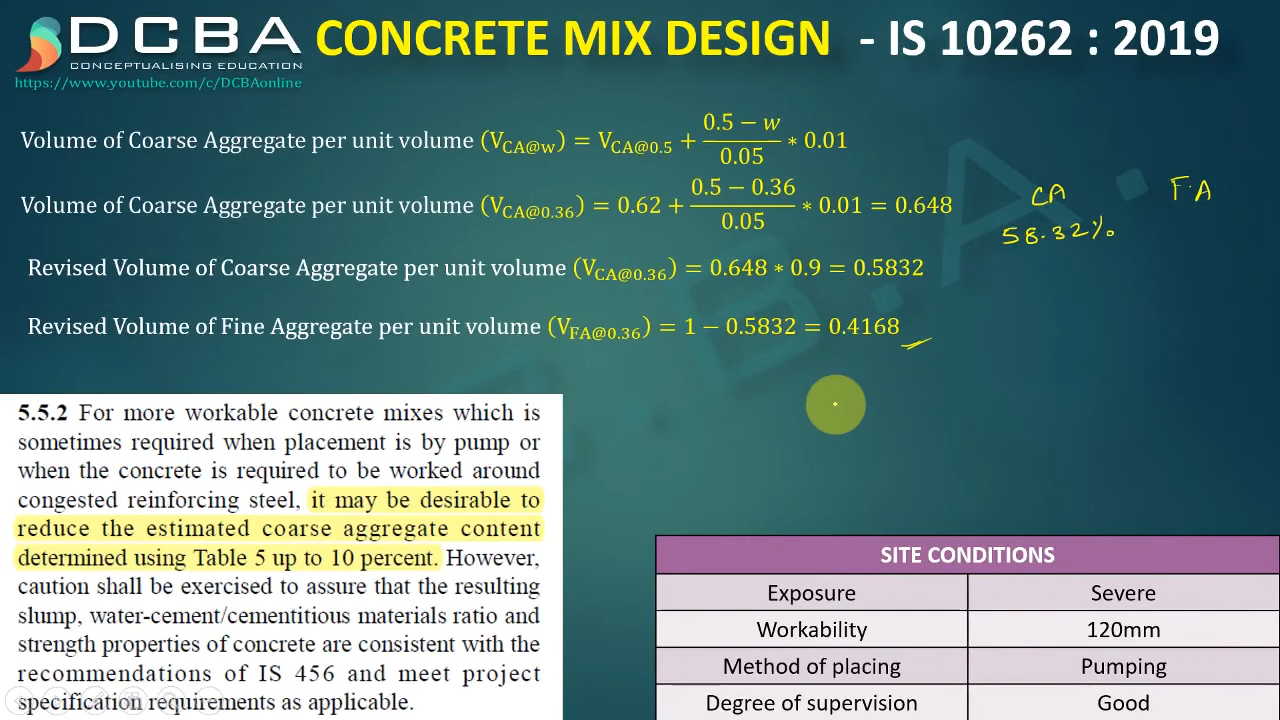 DCBA
CONCEPTUALISING EDUCATION
https://www.youtube.com/c/DCBAonline
CONCRETE MIX DESIGN - IS 10262 : 2019
Volume of Coarse Aggregate per unit volume (V_CA@w) = V_CA@0.5 + (0.5 − w)/0.05 * 0.01
Volume of Coarse Aggregate per unit volume (V_CA@0.36) = 0.62 + (0.5 − 0.36)/0.05 * 0.01 = 0.648
Revised Volume of Coarse Aggregate per unit volume (V_CA@0.36) = 0.648 * 0.9 = 0.5832
Revised Volume of Fine Aggregate per unit volume (V_FA@0.36) = 1 − 0.5832 = 0.4168
CA
58.32%
F.A
5.5.2 For more workable concrete mixes which is
sometimes required when placement is by pump or
when the concrete is required to be worked around
congested reinforcing steel, it may be desirable to
reduce the estimated coarse aggregate content
determined using Table 5 up to 10 percent. However,
caution shall be exercised to assure that the resulting
slump, water-cement/cementitious materials ratio and
strength properties of concrete are consistent with the
recommendations of IS 456 and meet project
specification requirements as applicable.
SITE CONDITIONS
Exposure Severe
Workability 120mm
Method of placing Pumping
Degree of supervision Good
D.C.B.A.